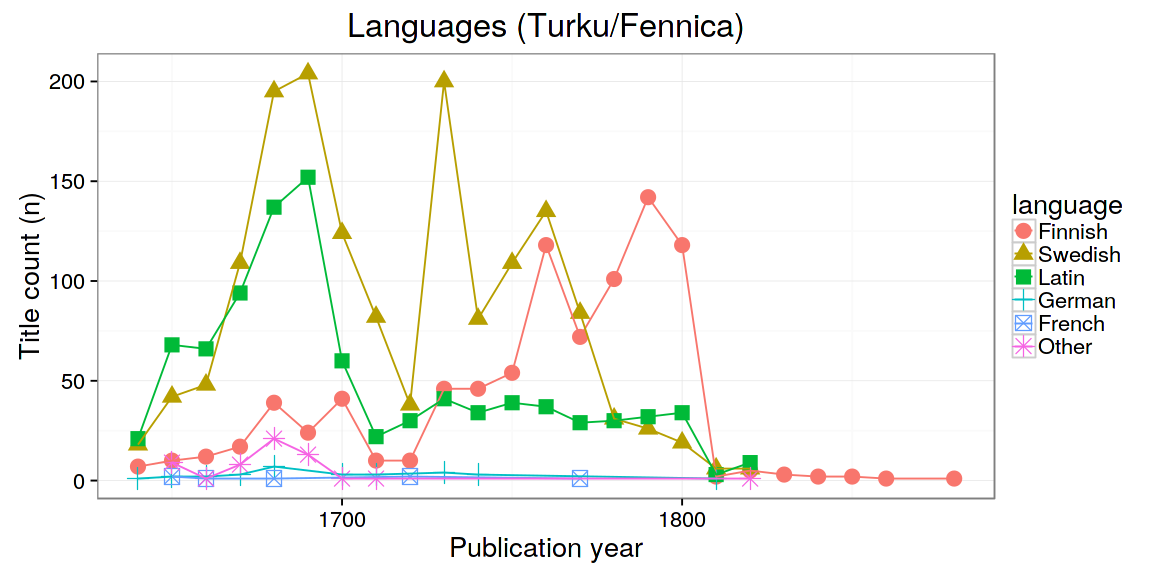 Languages (Turku/Fennica)
200
150
100
50
0
Title count (n)
1700
1800
Publication year
language
Finnish
Swedish
Latin
German
French
Other